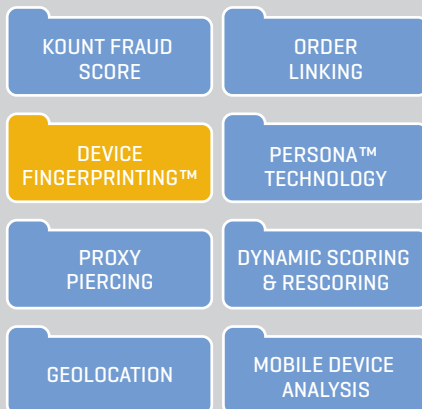 KOUNT FRAUD
SCORE
ORDER
LINKING
DEVICE
FINGERPRINTING™
PERSONA™
TECHNOLOGY
PROXY
PIERCING
DYNAMIC SCORING
& RESCORING
GEOLOCATION
MOBILE DEVICE
ANALYSIS